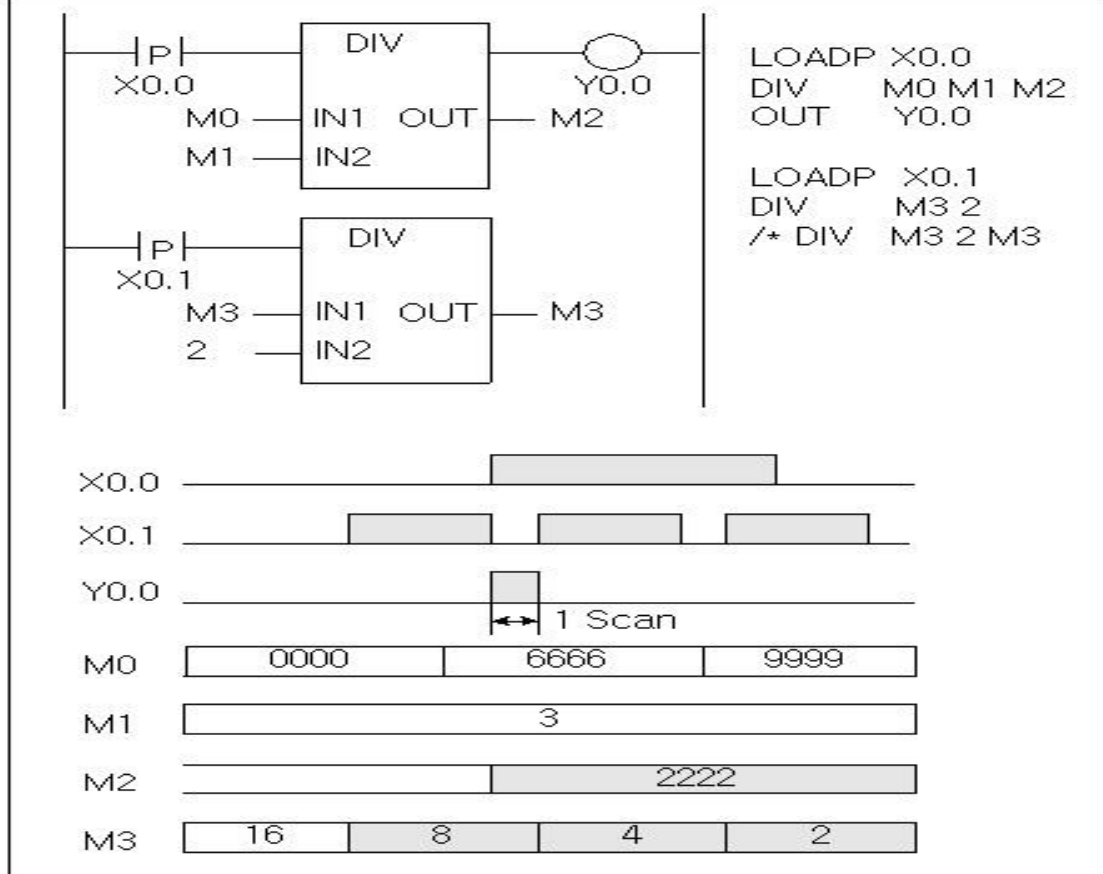 P
X0.0
DIV
Y0.0
M0 IN1 OUT M2
M1 IN2
P
X0.1
DIV
M3 IN1 OUT M3
2 IN2
LOADP X0.0
DIV M0 M1 M2
OUT Y0.0
LOADP X0.1
DIV M3 2
/* DIV M3 2 M3
X0.0
X0.1
Y0.0
1 Scan
M0 0000 6666 9999
M1 3
M2 2222
M3 16 8 4 2